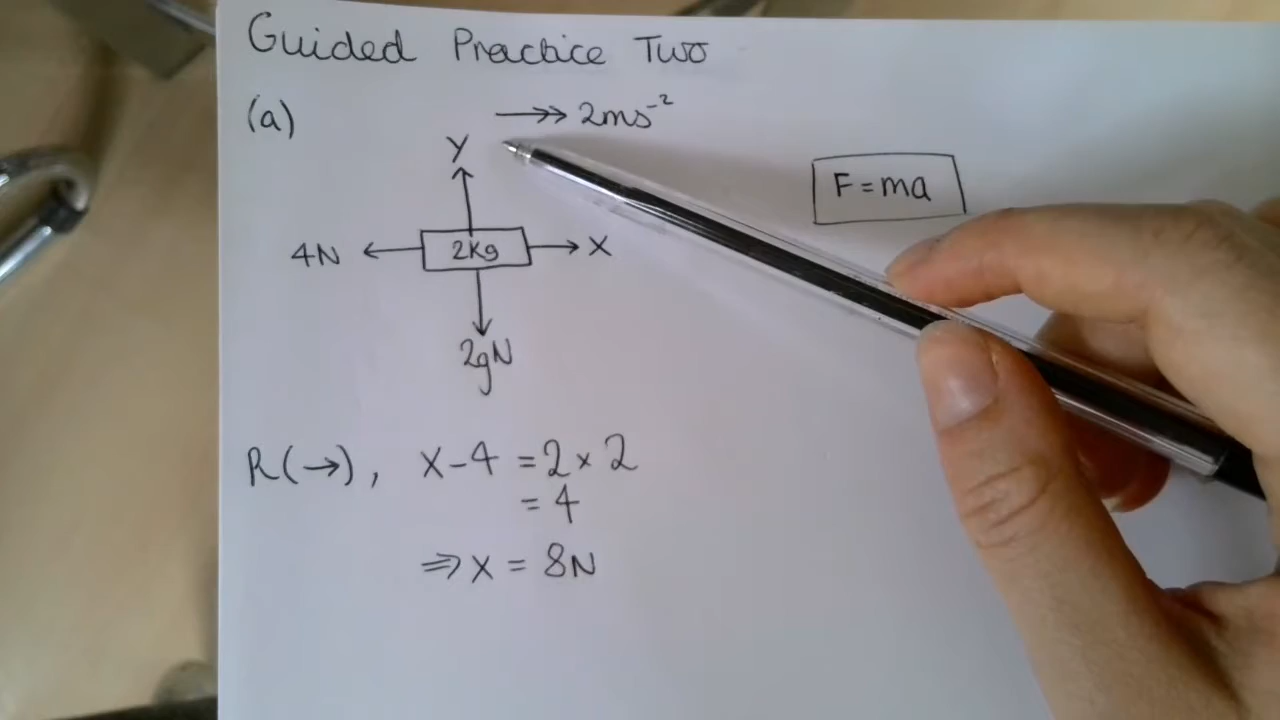 Guided Practice Two
(a)
→>> 2ms⁻²
Y
F = ma
4N
2kg
X
2gN
R(→), X-4 = 2 × 2
= 4
⇒ X = 8N